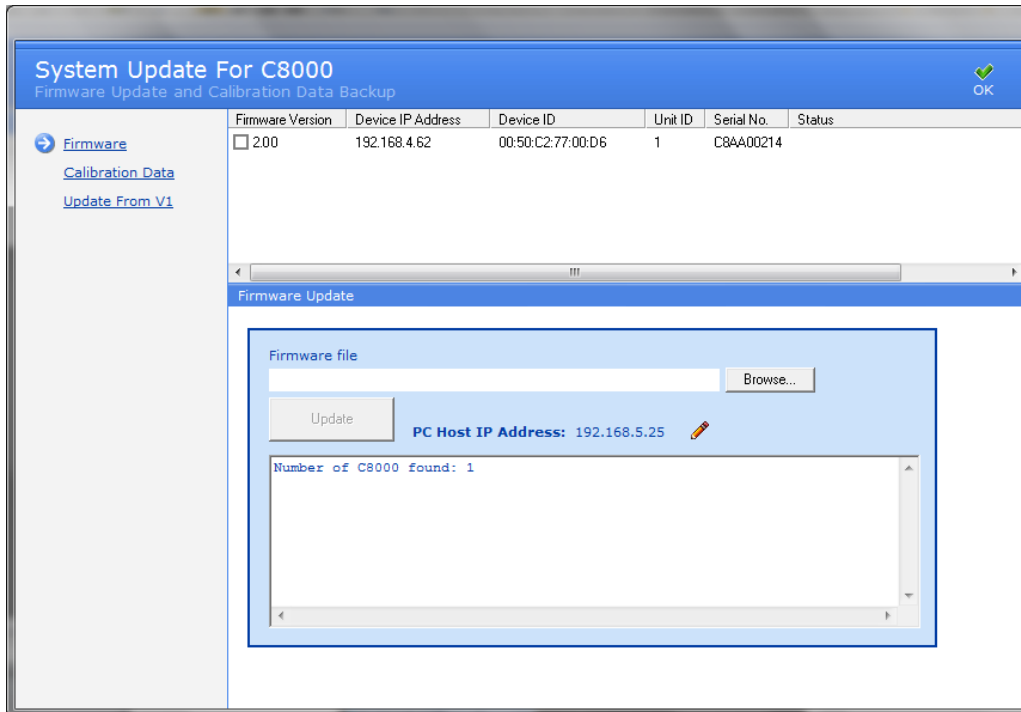 System Update For C8000
Firmware Update and Calibration Data Backup
OK
Firmware
Calibration Data
Update From V1
Firmware Version Device IP Address Device ID Unit ID Serial No. Status
2.00 192.168.4.62 00:50:C2:77:00:D6 1 C8AA00214
Firmware Update
Firmware file
Browse...
Update
PC Host IP Address: 192.168.5.25
Number of C8000 found: 1